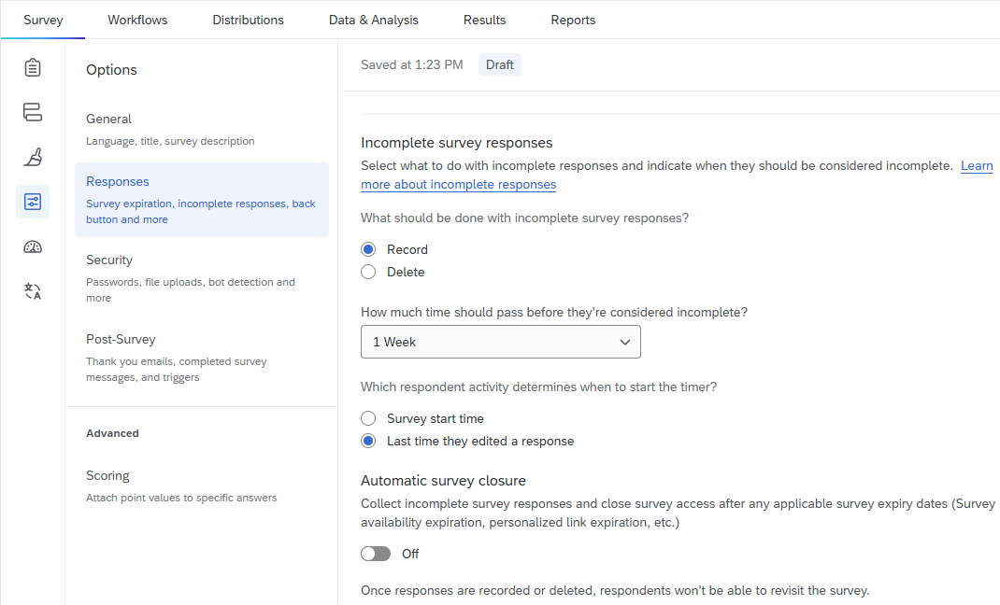 Survey
Workflows
Distributions
Data & Analysis
Results
Reports
Options
General
Language, title, survey description
Responses
Survey expiration, incomplete responses, back
button and more
Security
Passwords, file uploads, bot detection and
more
Post-Survey
Thank you emails, completed survey
messages, and triggers
Advanced
Scoring
Attach point values to specific answers
Saved at 1:23 PM
Draft
Incomplete survey responses
Select what to do with incomplete responses and indicate when they should be considered incomplete. Learn
more about incomplete responses
What should be done with incomplete survey responses?
Record
Delete
How much time should pass before they’re considered incomplete?
1 Week
Which respondent activity determines when to start the timer?
Survey start time
Last time they edited a response
Automatic survey closure
Collect incomplete survey responses and close survey access after any applicable survey expiry dates (Survey
availability expiration, personalized link expiration, etc.)
Off
Once responses are recorded or deleted, respondents won’t be able to revisit the survey.